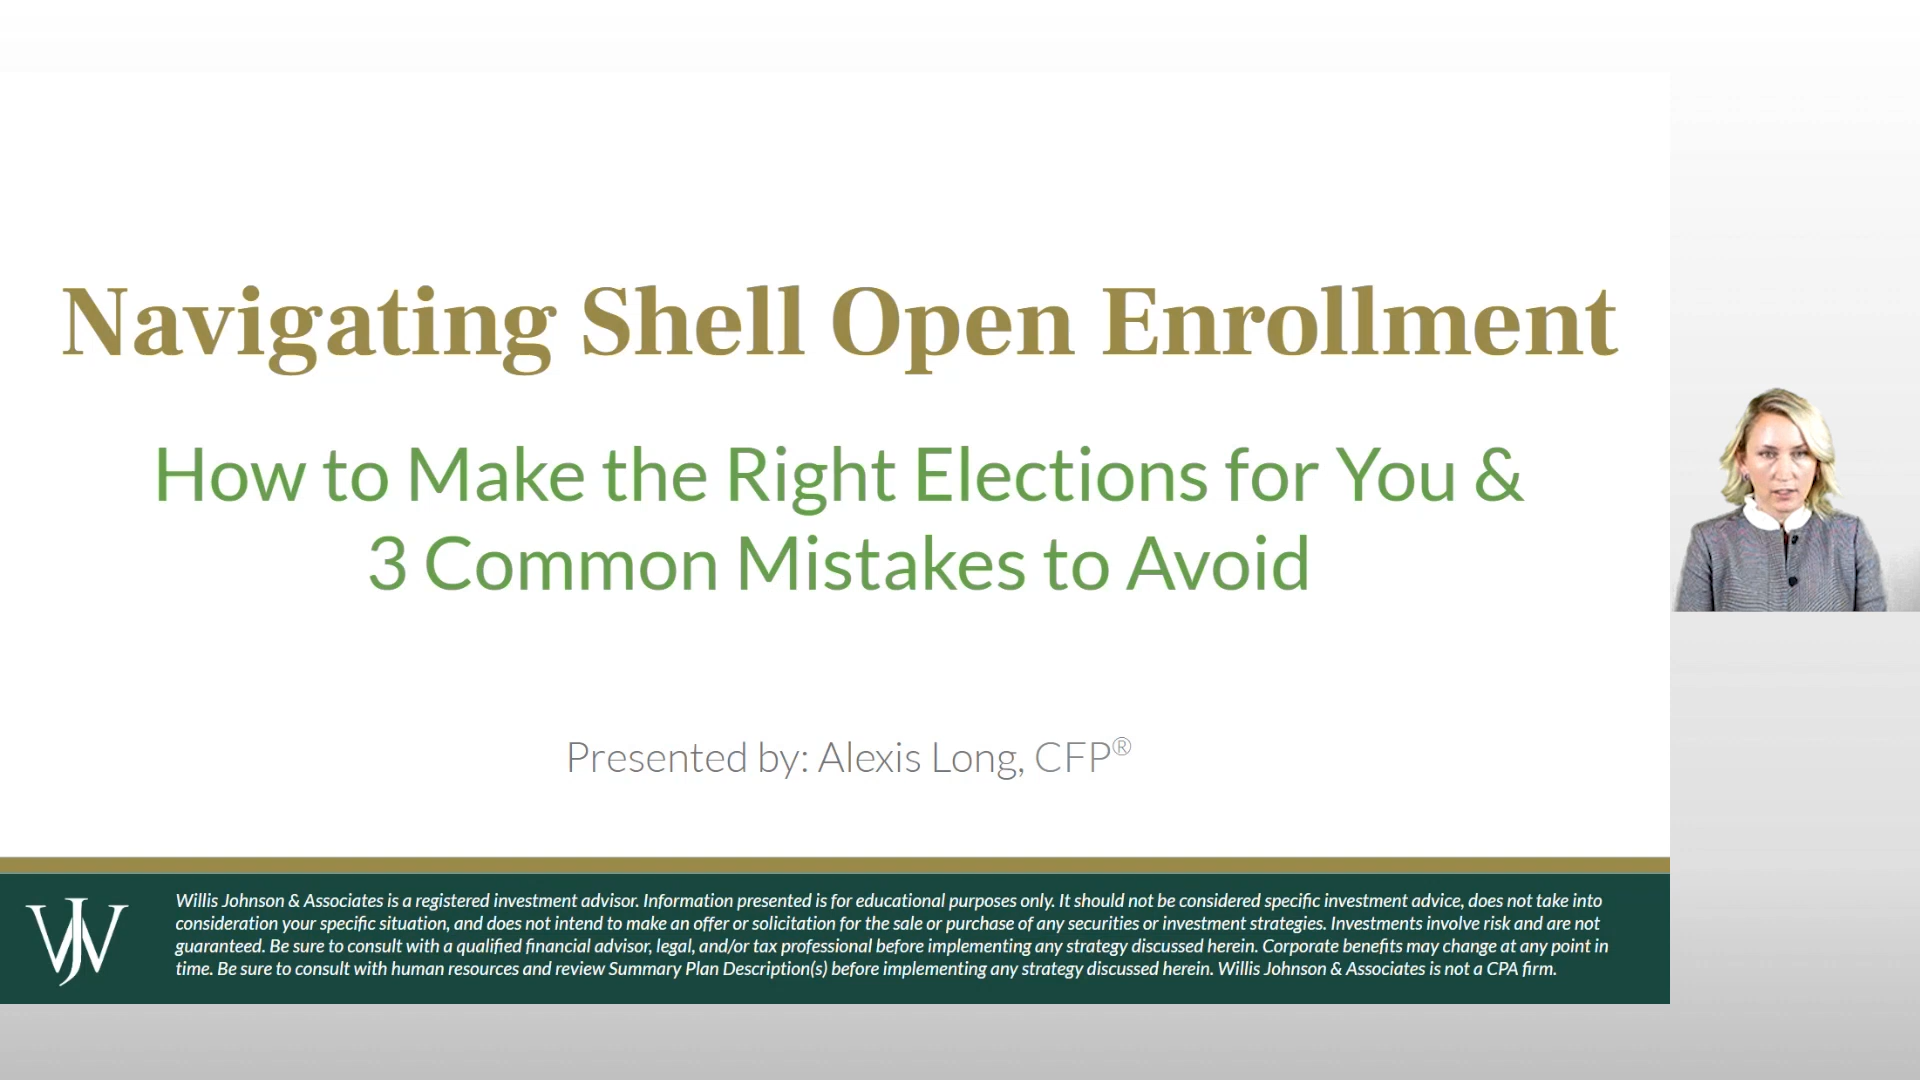 Navigating Shell Open Enrollment
How to Make the Right Elections for You &
3 Common Mistakes to Avoid
Presented by: Alexis Long, CFP®
Willis Johnson & Associates is a registered investment advisor. Information presented is for educational purposes only. It should not be considered specific investment advice, does not take into
consideration your specific situation, and does not intend to make an offer or solicitation for the sale or purchase of any securities or investment strategies. Investments involve risk and are not
guaranteed. Be sure to consult with a qualified financial advisor, legal, and/or tax professional before implementing any strategy discussed herein. Corporate benefits may change at any point in
time. Be sure to consult with human resources and review Summary Plan Description(s) before implementing any strategy discussed herein. Willis Johnson & Associates is not a CPA firm.
WJ